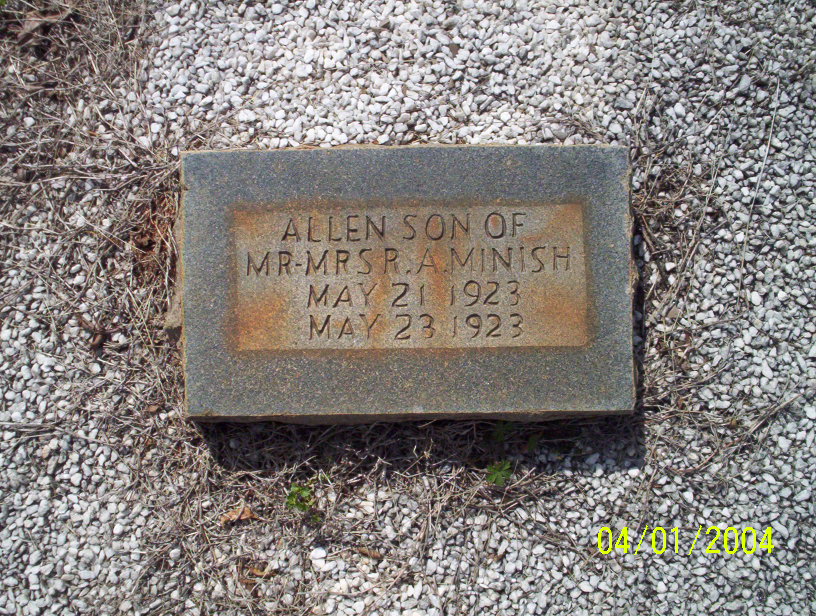 ALLEN SON OF
MR-MRS R. A. MINISH
MAY 21 1923
MAY 23 1923
04/01/2004